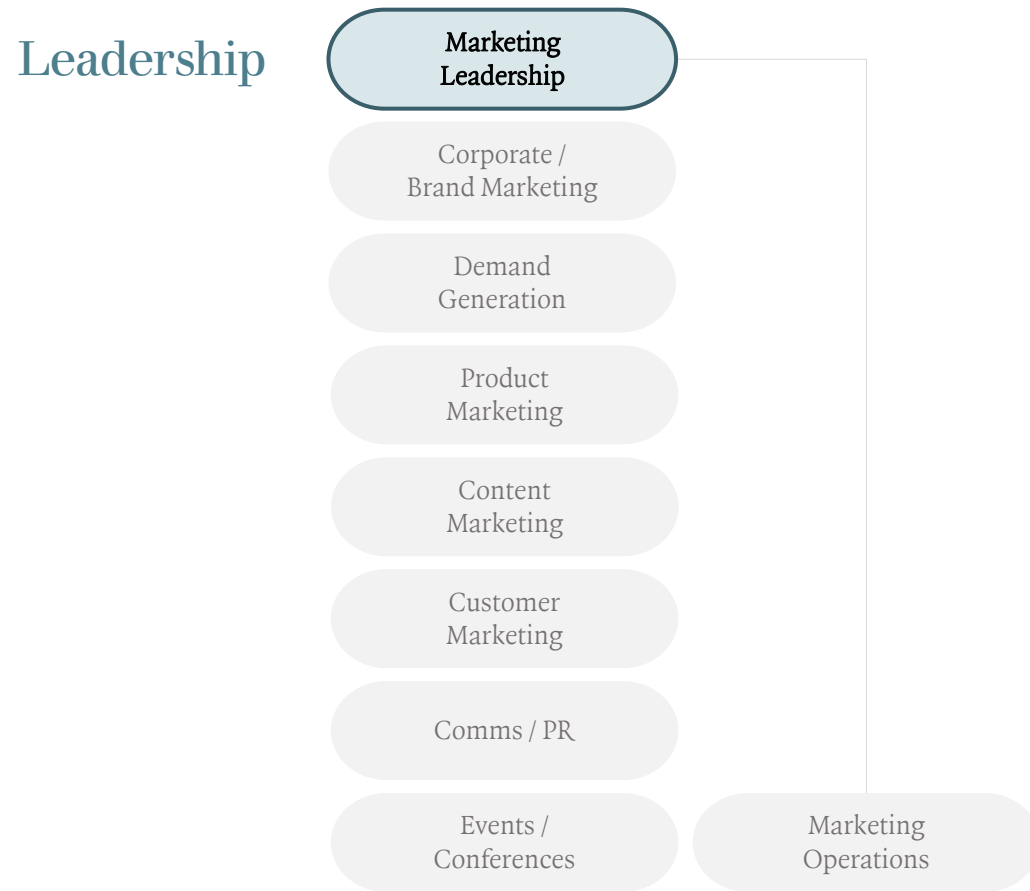 Leadership
Marketing
Leadership
Corporate /
Brand Marketing
Demand
Generation
Product
Marketing
Content
Marketing
Customer
Marketing
Comms / PR
Events /
Conferences
Marketing
Operations